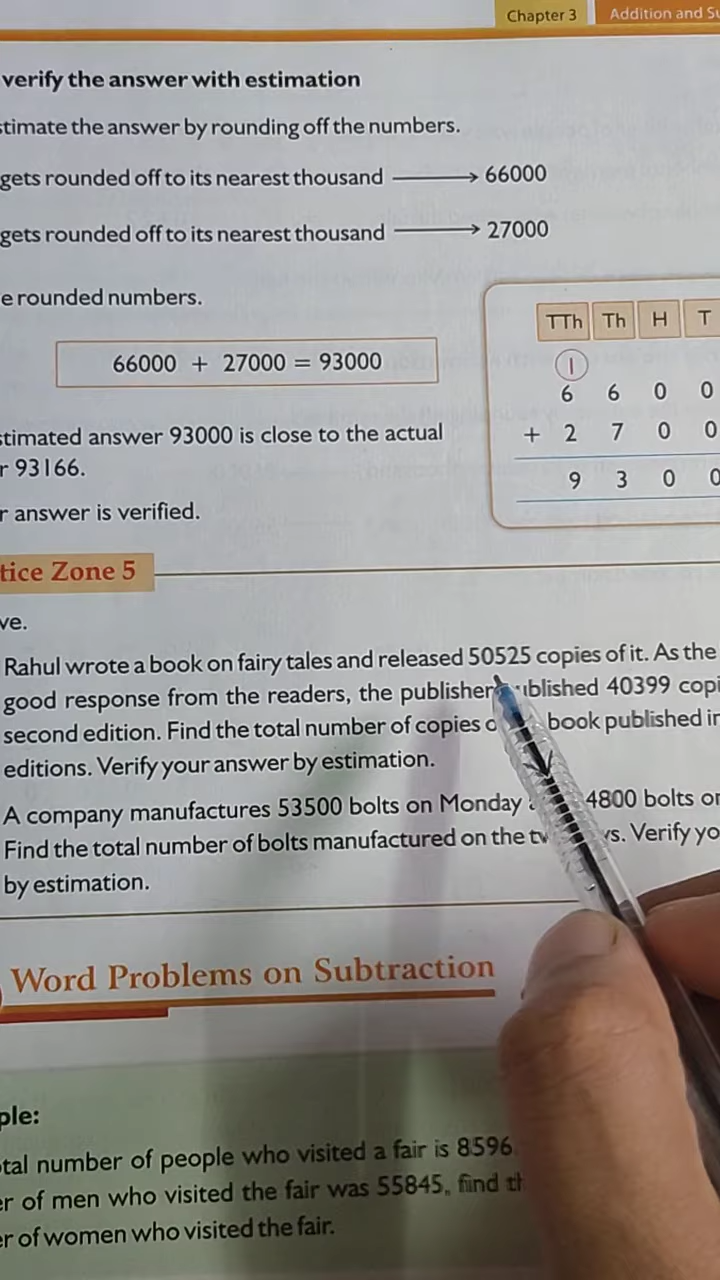 Chapter 3 Addition and
verify the answer with estimation
stimate the answer by rounding off the numbers.
gets rounded off to its nearest thousand → 66000
gets rounded off to its nearest thousand → 27000
e rounded numbers.
TTh Th H T
1
66000 + 27000 = 93000
6 6 0 0
+ 2 7 0 0
9 3 0 0
stimated answer 93000 is close to the actual
r 93166.
r answer is verified.
tice Zone 5
ve.
Rahul wrote a book on fairy tales and released 50525 copies of it. As the
good response from the readers, the publisher ublished 40399 copi
second edition. Find the total number of copies book published in
editions. Verify your answer by estimation.
A company manufactures 53500 bolts on Monday 4800 bolts or
Find the total number of bolts manufactured on the tw ys. Verify yo
by estimation.
Word Problems on Subtraction
ple:
otal number of people who visited a fair is 8596
er of men who visited the fair was 55845, find th
er of women who visited the fair.